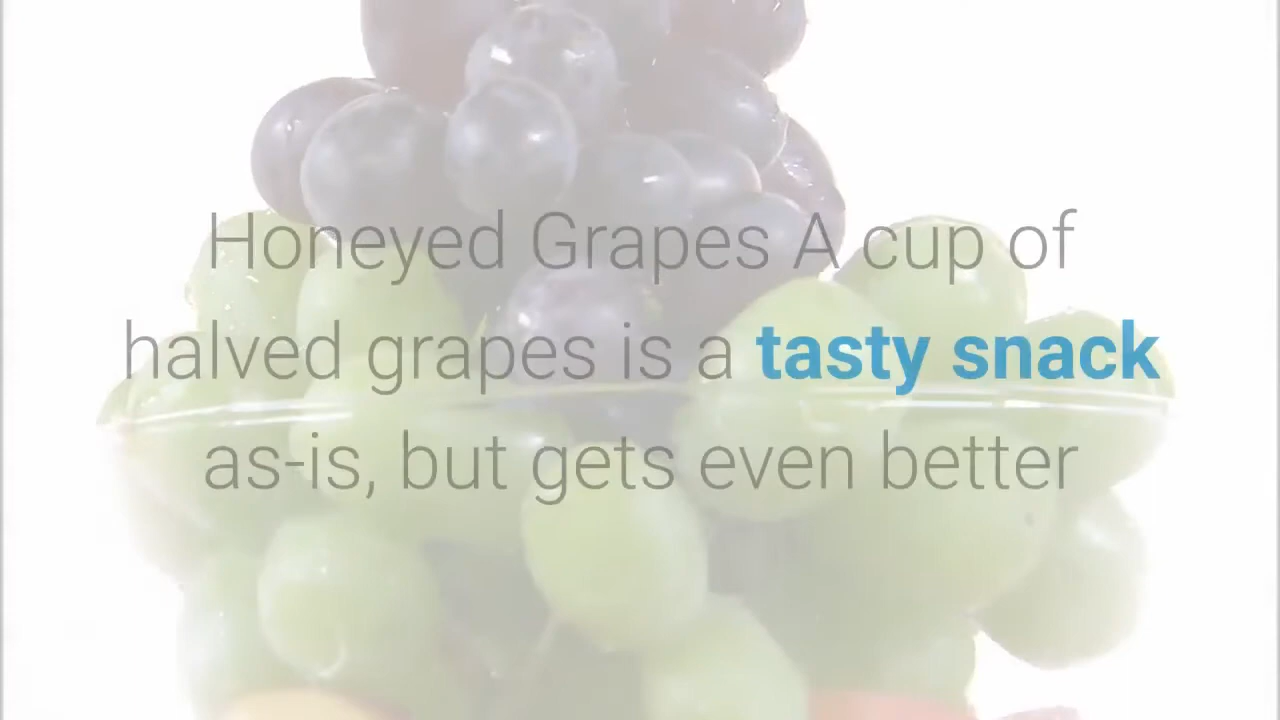 Honeyed Grapes A cup of
halved grapes is a tasty snack
as-is, but gets even better